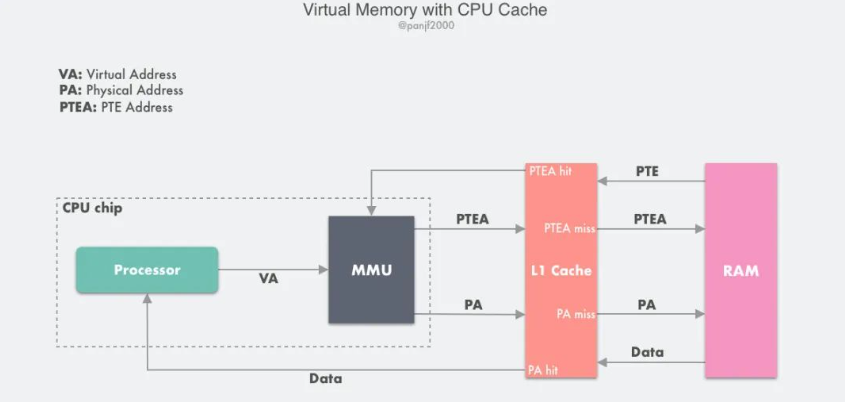 Virtual Memory with CPU Cache
@panjf2000
VA: Virtual Address
PA: Physical Address
PTEA: PTE Address
PTEA hit
PTE
CPU chip
PTEA
PTEA miss
PTEA
Processor
VA
MMU
L1 Cache
RAM
PA
PA miss
PA
Data
PA hit
Data